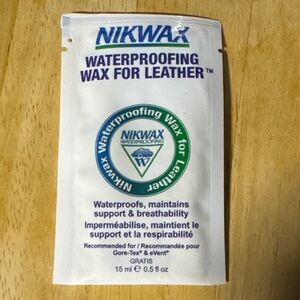 NIKWAX
WATERPROOFING
WAX FOR LEATHER™
Nikwax Waterproofing Wax for Leather
NIKWAX
WATERPROOFING
Waterproofs, maintains
support & breathability
Imperméabilise, maintient le
support et la respirabilité
Recommended for / Recommandée pour
Gore-Tex® & eVent®
GRATIS
15 ml ℮ 0.5 fl oz